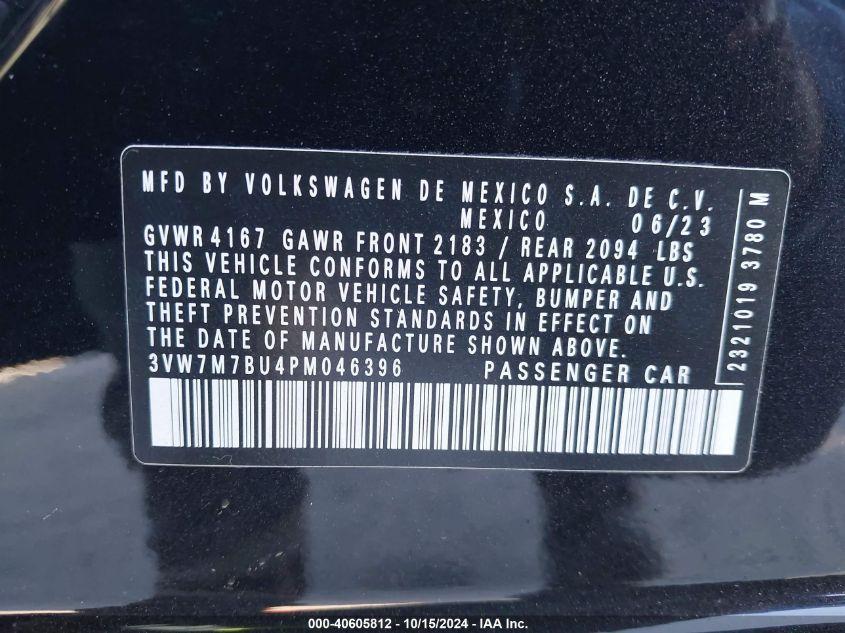 MFD BY VOLKSWAGEN DE MEXICO S.A. DE C.V.
MEXICO 06/23
GVWR 4167 GAWR FRONT 2183 / REAR 2094 LBS
THIS VEHICLE CONFORMS TO ALL APPLICABLE U.S.
FEDERAL MOTOR VEHICLE SAFETY, BUMPER AND
THEFT PREVENTION STANDARDS IN EFFECT ON
THE DATE OF MANUFACTURE SHOWN ABOVE.
3VW7M7BU4PM046396 PASSENGER CAR
2321019 3780 M
000-40605812 - 10/15/2024 - IAA Inc.